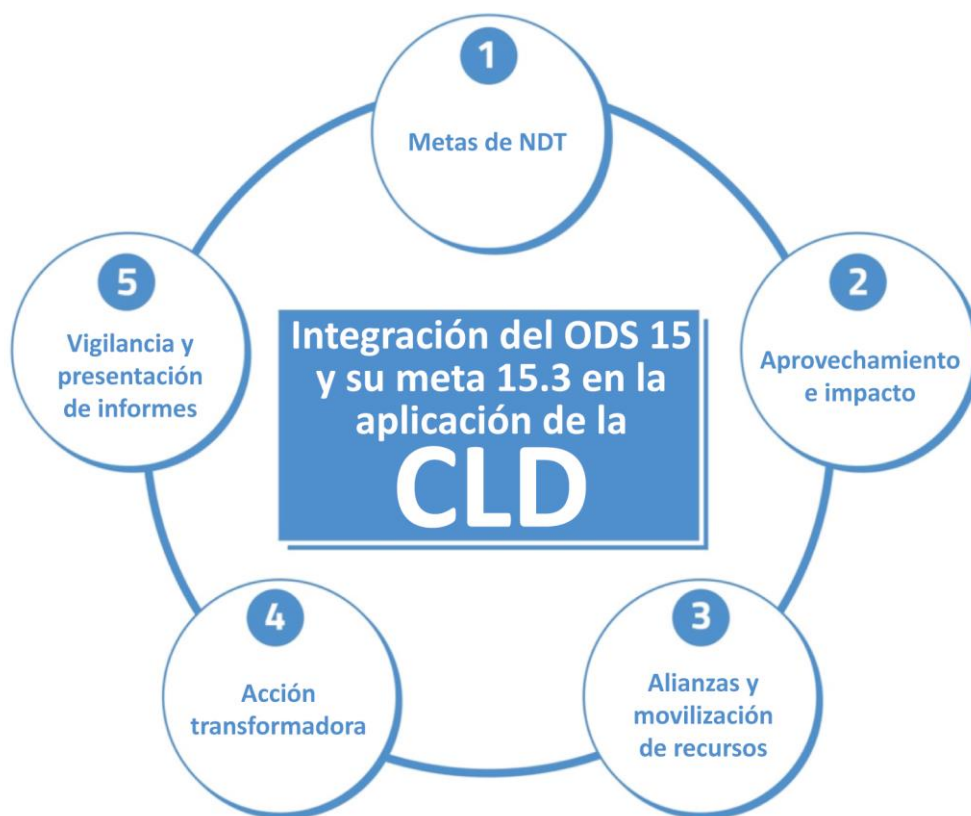 1
Metas de NDT
2
Aprovechamiento
e impacto
3
Alianzas y
movilización
de recursos
4
Acción
transformadora
5
Vigilancia y
presentación
de informes
Integración del ODS 15
y su meta 15.3 en la
aplicación de la
CLD